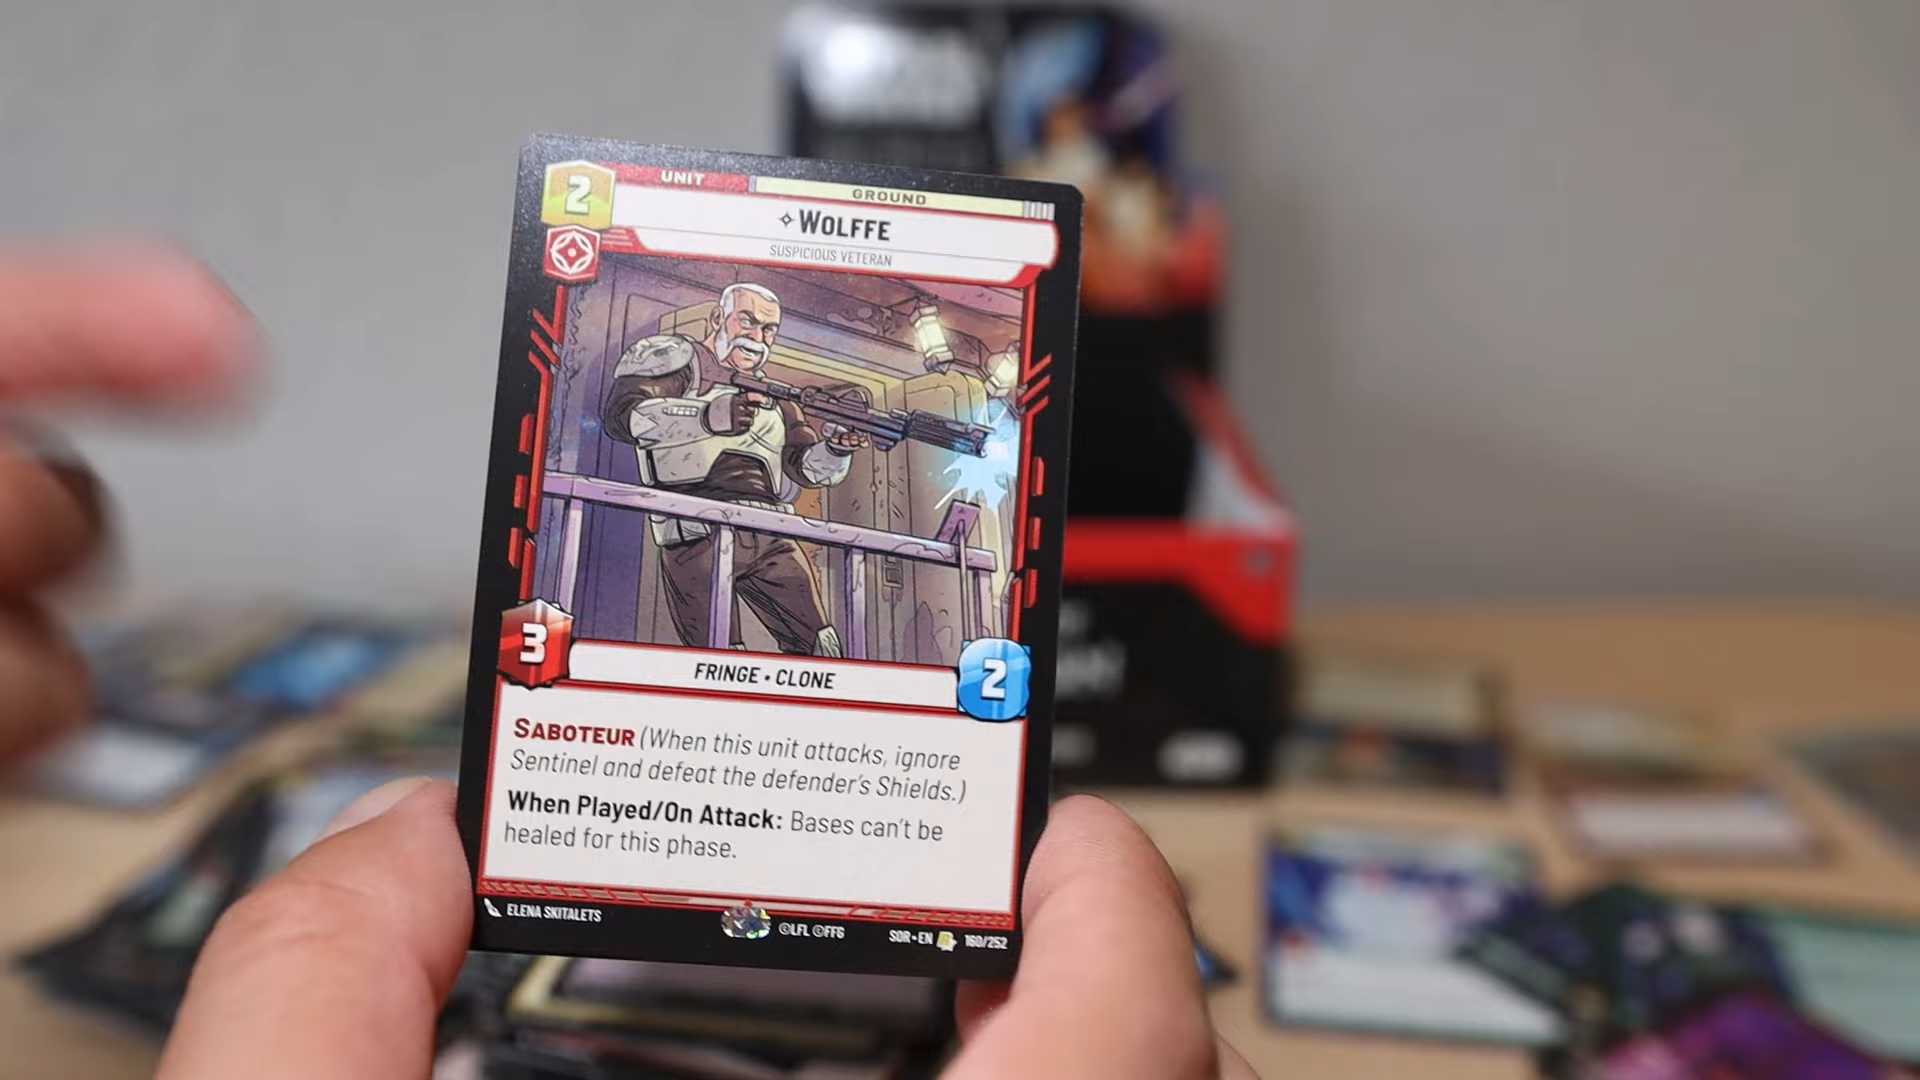 2
UNIT
GROUND
WOLFFE
SUSPICIOUS VETERAN
3
FRINGE • CLONE
2
SABOTEUR (When this unit attacks, ignore
Sentinel and defeat the defender's Shields.)
When Played/On Attack: Bases can't be
healed for this phase.
ELENA SKITALETS
©LFL ©FFG
SOR • EN R 160/252